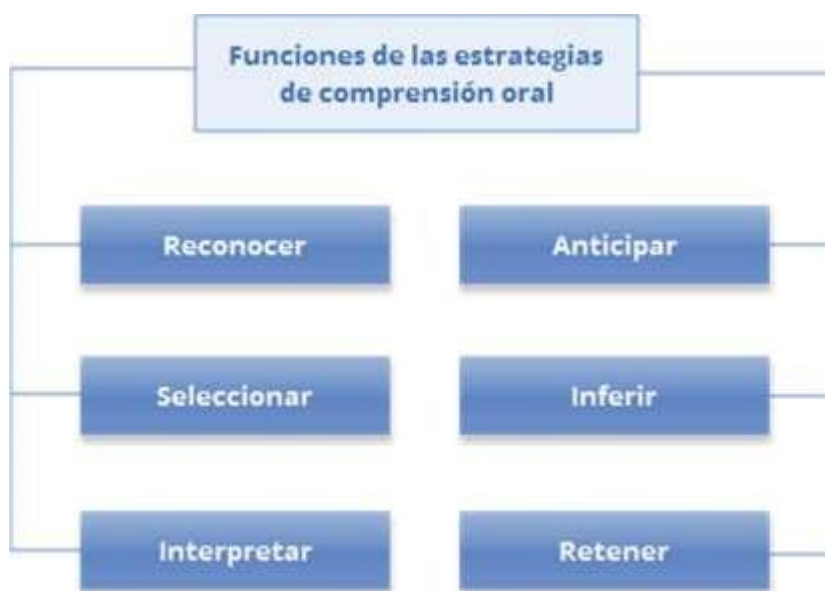 Funciones de las estrategias
de comprensión oral
Reconocer
Anticipar
Seleccionar
Inferir
Interpretar
Retener